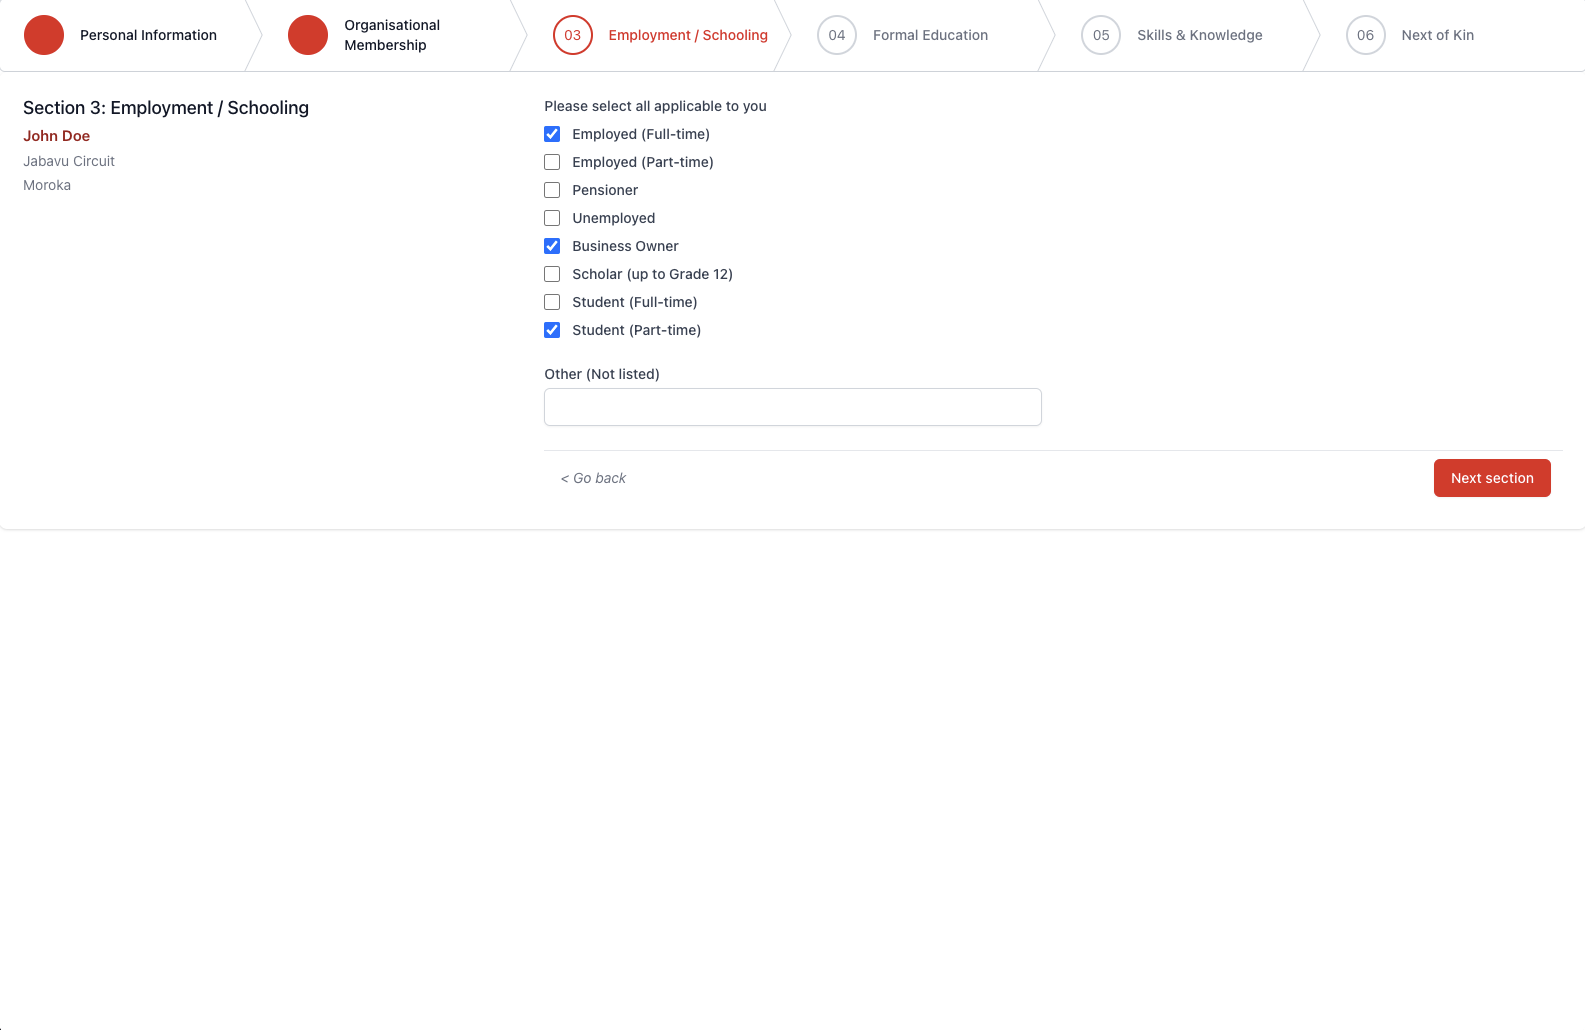 Personal Information
Organisational
Membership
03
Employment / Schooling
04
Formal Education
05
Skills & Knowledge
06
Next of Kin
Section 3: Employment / Schooling
John Doe
Jabavu Circuit
Moroka
Please select all applicable to you
Employed (Full-time)
Employed (Part-time)
Pensioner
Unemployed
Business Owner
Scholar (up to Grade 12)
Student (Full-time)
Student (Part-time)
Other (Not listed)
< Go back
Next section